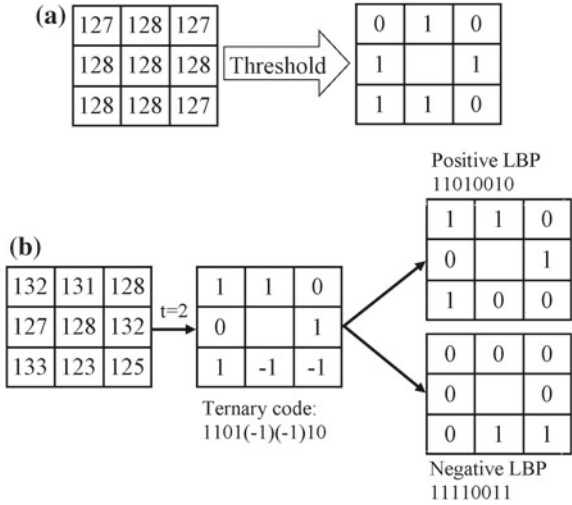 (a)
127 128 127
128 128 128
128 128 127
Threshold
0 1 0
1 1
1 1 0
(b)
132 131 128
127 128 132
133 123 125
t=2
1 1 0
0 1
1 -1 -1
Ternary code:
1101(-1)(-1)10
Positive LBP
11010010
1 1 0
0 1
1 0 0
0 0 0
0 0
0 1 1
Negative LBP
11110011